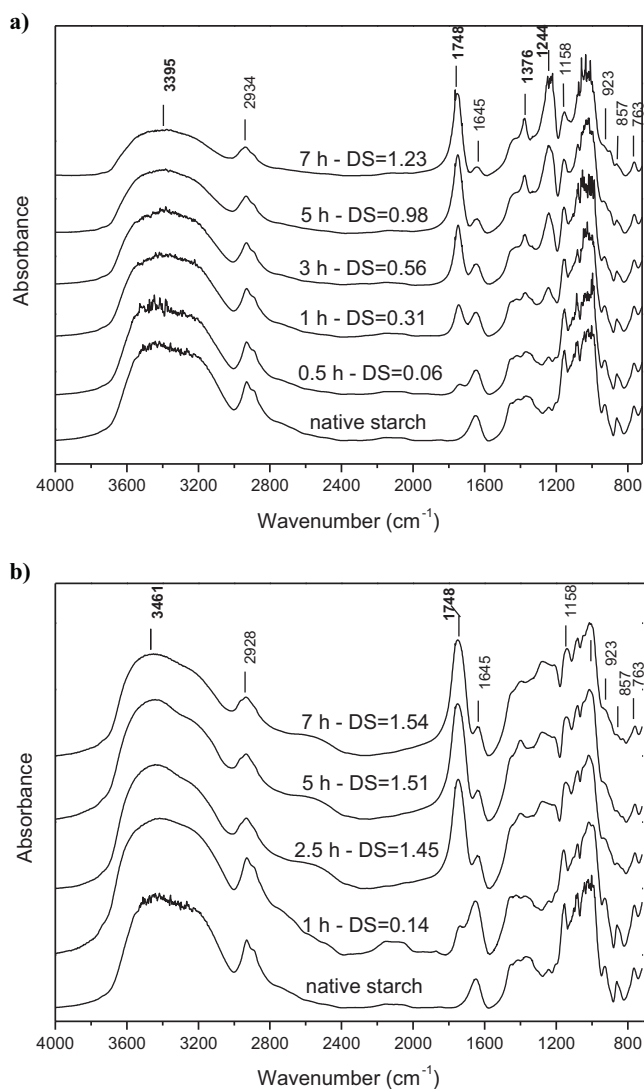 a)
Absorbance
3395
2934
1748
1645
1376
1244
1158
923
857
763
7 h - DS=1.23
5 h - DS=0.98
3 h - DS=0.56
1 h - DS=0.31
0.5 h - DS=0.06
native starch
4000 3600 3200 2800 2400 2000 1600 1200 800
Wavenumber (cm⁻¹)
b)
Absorbance
3461
2928
1748
1645
1158
923
857
763
7 h - DS=1.54
5 h - DS=1.51
2.5 h - DS=1.45
1 h - DS=0.14
native starch
4000 3600 3200 2800 2400 2000 1600 1200 800
Wavenumber (cm⁻¹)